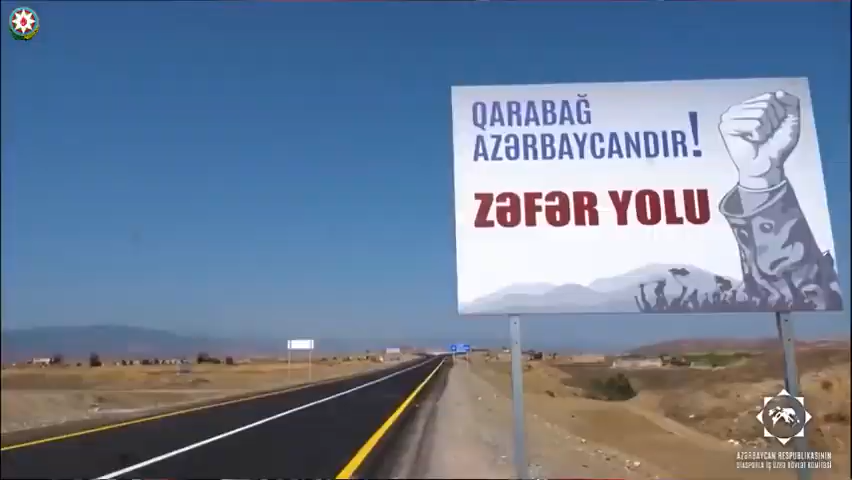 QARABAĞ
AZƏRBAYCANDIR!
ZƏFƏR YOLU
AZƏRBAYCAN RESPUBLİKASININ
DİASPORLA İŞ ÜZRƏ DÖVLƏT KOMİTƏSİ